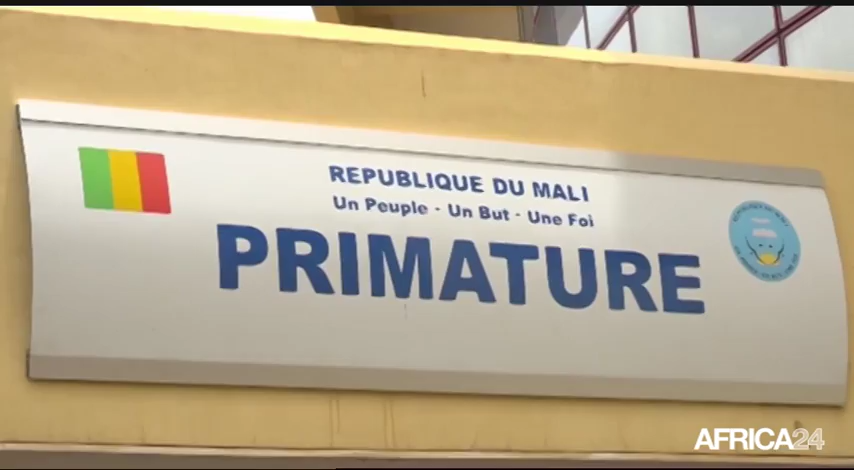 REPUBLIQUE DU MALI
Un Peuple - Un But - Une Foi
PRIMATURE
AFRICA24